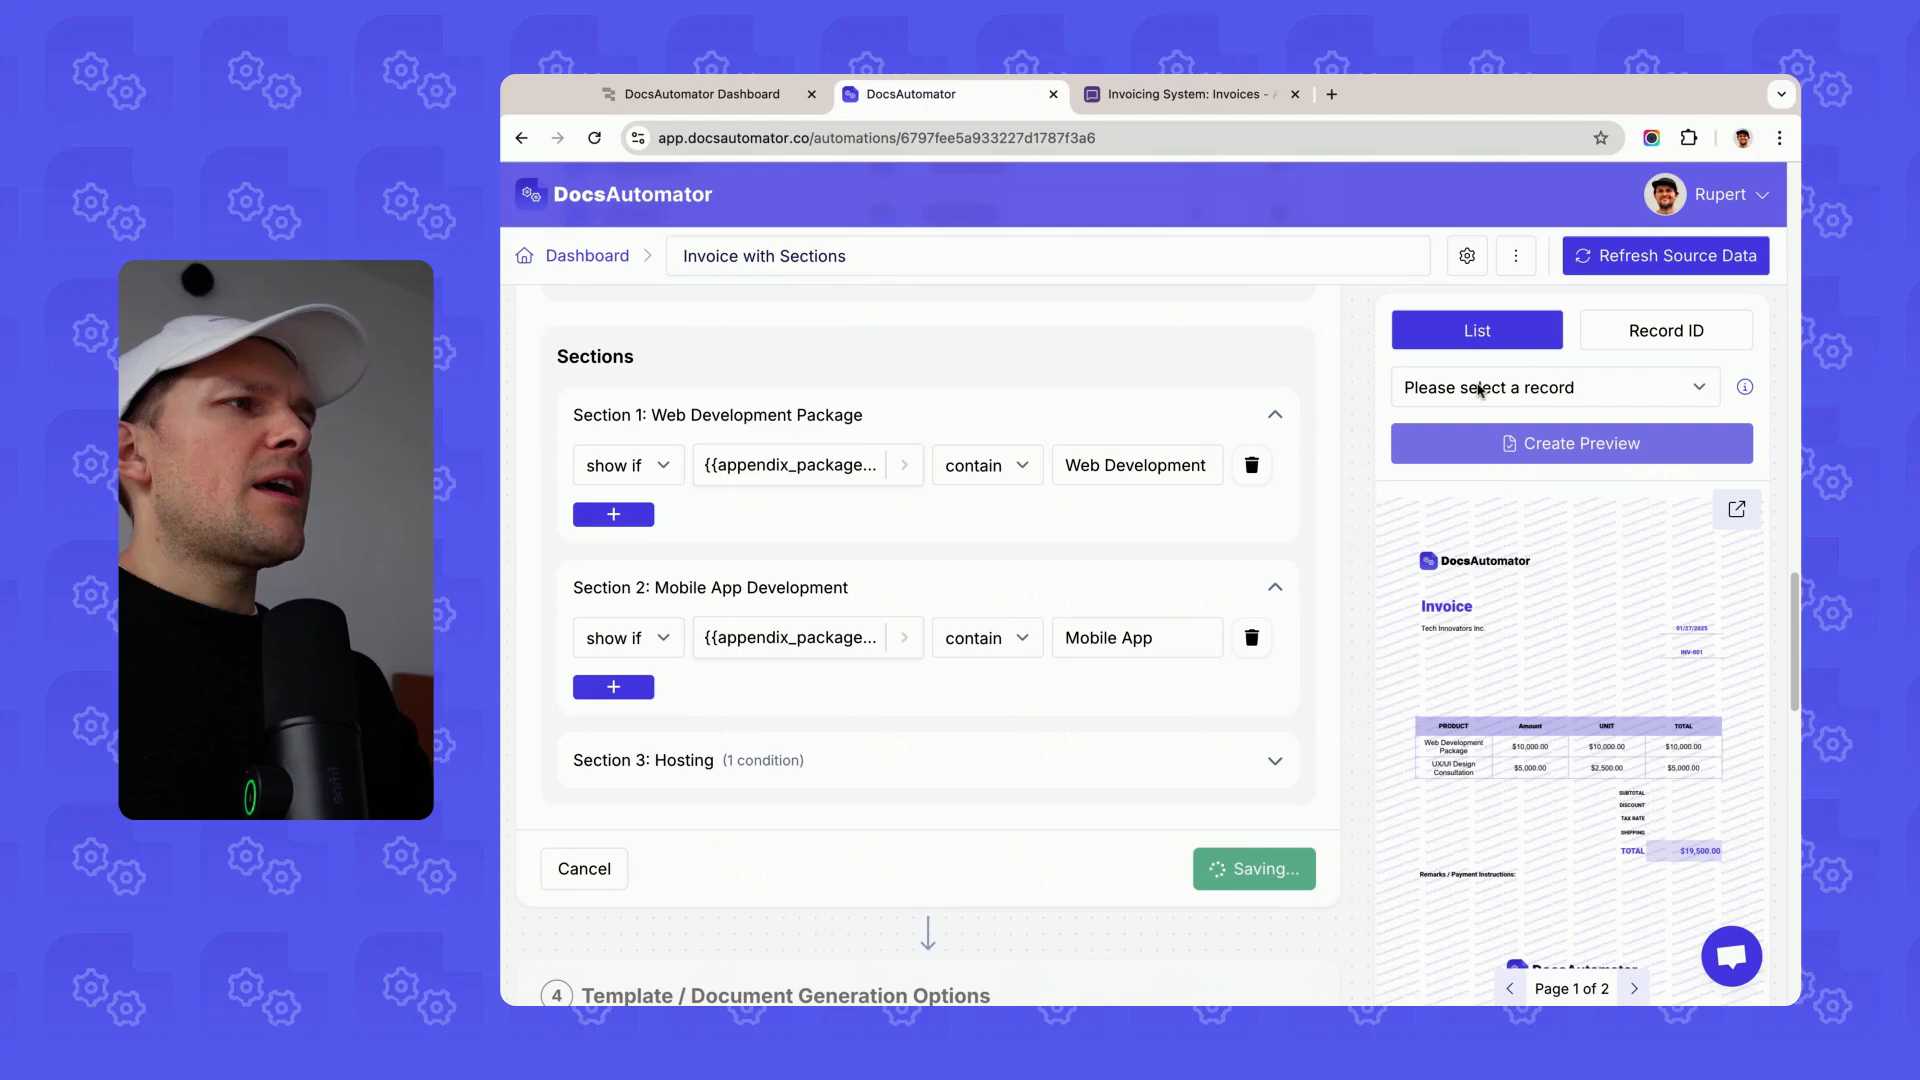 DocsAutomator Dashboard
DocsAutomator
Invoicing System: Invoices -
app.docsautomator.co/automations/6797fee5a933227d1787f3a6
DocsAutomator
Rupert
Dashboard
Invoice with Sections
Refresh Source Data
List
Record ID
Please select a record
Create Preview
Sections
Section 1: Web Development Package
show if
{{appendix_package...
contain
Web Development
+
Section 2: Mobile App Development
show if
{{appendix_package...
contain
Mobile App
+
Section 3: Hosting (1 condition)
Cancel
Saving...
4 Template / Document Generation Options
DocsAutomator
Invoice
Tech Innovators Inc.
01/27/2025
INV-001
PRODUCT Amount UNIT TOTAL
Web Development Package $10,000.00 $10,000.00 $10,000.00
UX/UI Design Consultation $5,000.00 $2,500.00 $5,000.00
SUBTOTAL
DISCOUNT
TAX RATE
SHIPPING
TOTAL $19,500.00
Remarks / Payment Instructions:
DocsAutomator
Page 1 of 2